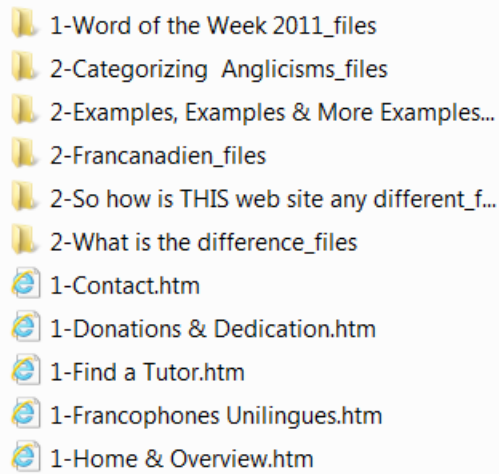 1-Word of the Week 2011_files
2-Categorizing  Anglicisms_files
2-Examples, Examples & More Examples...
2-Francanadien_files
2-So how is THIS web site any different_f...
2-What is the difference_files
1-Contact.htm
1-Donations & Dedication.htm
1-Find a Tutor.htm
1-Francophones Unilingues.htm
1-Home & Overview.htm